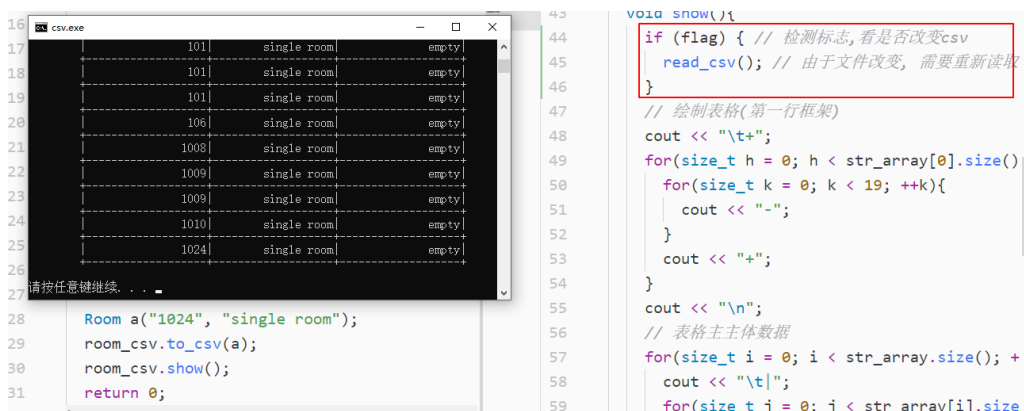 csv.exe
101| single room| empty|
101| single room| empty|
101| single room| empty|
106| single room| empty|
1008| single room| empty|
1009| single room| empty|
1009| single room| empty|
1010| single room| empty|
1024| single room| empty|
请按任意键继续. . .
16
17
18
19
20
21
22
23
24
25
26
27
28 Room a("1024", "single room");
29 room_csv.to_csv(a);
30 room_csv.show();
31 return 0;
43 void show(){
44 if (flag) { // 检测标志,看是否改变csv
45 read_csv(); // 由于文件改变, 需要重新读取
46 }
47 // 绘制表格(第一行框架)
48 cout << "\t+";
49 for(size_t h = 0; h < str_array[0].size()
50 for(size_t k = 0; k < 19; ++k){
51 cout << "-";
52 }
53 cout << "+";
54 }
55 cout << "\n";
56 // 表格主主体数据
57 for(size_t i = 0; i < str_array.size(); +
58 cout << "\t|";
59 for(size_t j = 0; j < str_array[i].size